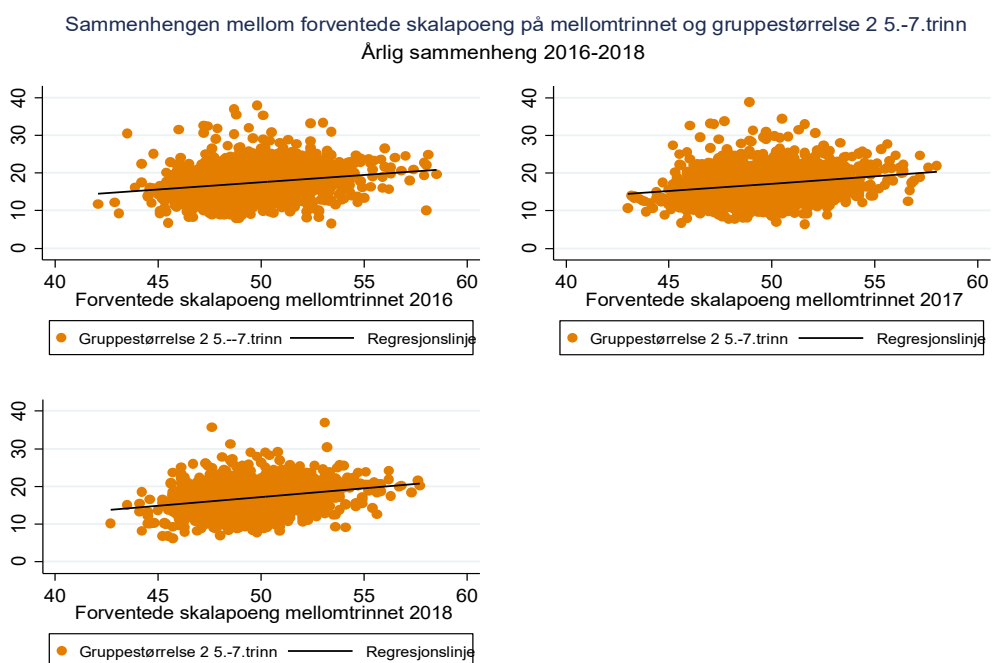 Sammenhengen mellom forventede skalapoeng på mellomtrinnet og gruppestørrelse 2 5.-7.trinn
Årlig sammenheng 2016-2018
40
30
20
10
0
40 45 50 55 60
Forventede skalapoeng mellomtrinnet 2016
Gruppestørrelse 2 5.--7.trinn Regresjonslinje
40
30
20
10
0
40 45 50 55 60
Forventede skalapoeng mellomtrinnet 2017
Gruppestørrelse 2 5.-7.trinn Regresjonslinje
40
30
20
10
0
40 45 50 55 60
Forventede skalapoeng mellomtrinnet 2018
Gruppestørrelse 2 5.-7.trinn Regresjonslinje